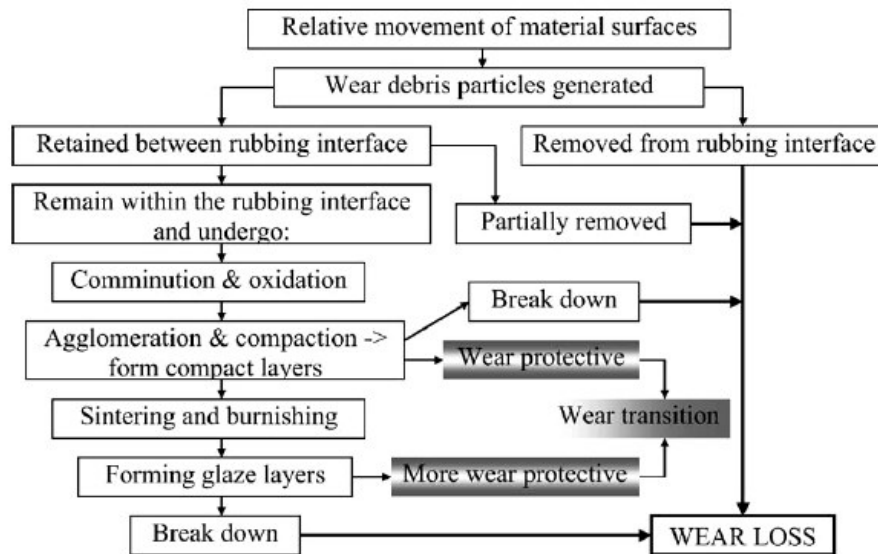 Relative movement of material surfaces
Wear debris particles generated
Retained between rubbing interface
Removed from rubbing interface
Remain within the rubbing interface
and undergo:
Partially removed
Comminution & oxidation
Break down
Agglomeration & compaction ->
form compact layers
Wear protective
Sintering and burnishing
Wear transition
Forming glaze layers
More wear protective
Break down
WEAR LOSS